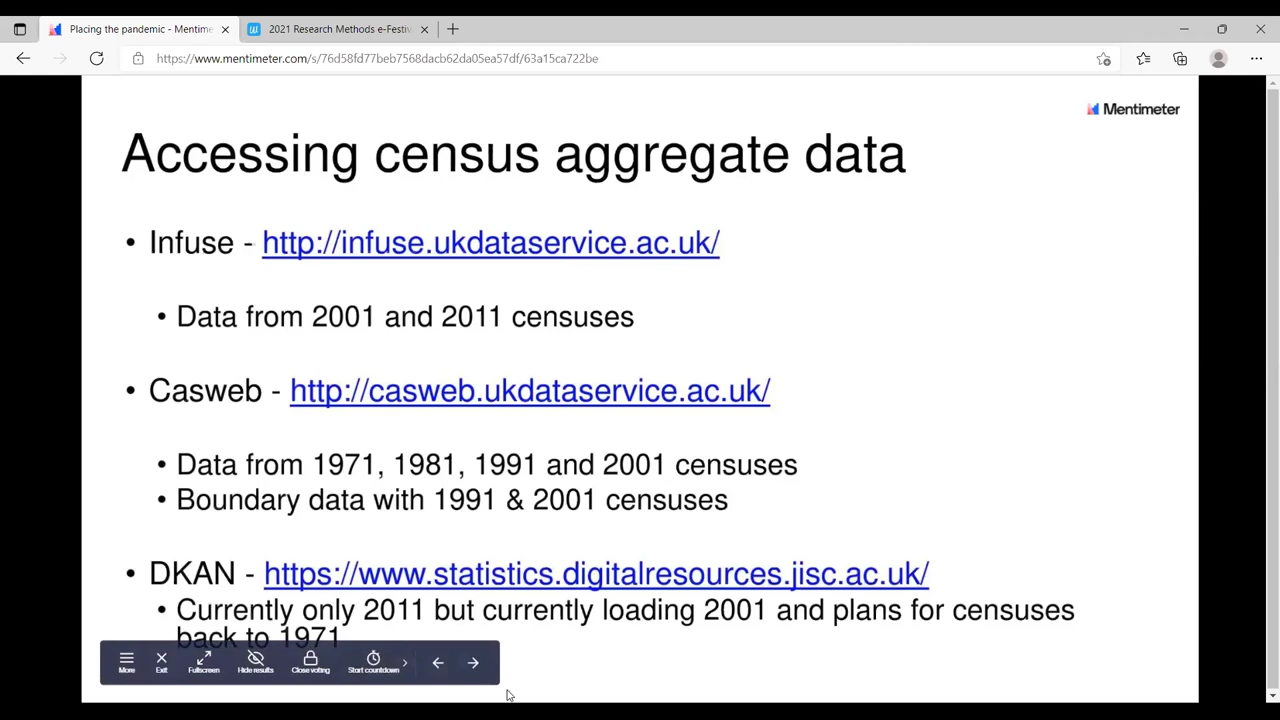 Placing the pandemic - Mentime
2021 Research Methods e-Festiv
https://www.mentimeter.com/s/76d58fd77beb7568dacb62da05ea57df/63a15ca722be
Mentimeter
Accessing census aggregate data
• Infuse - http://infuse.ukdataservice.ac.uk/
• Data from 2001 and 2011 censuses
• Casweb - http://casweb.ukdataservice.ac.uk/
• Data from 1971, 1981, 1991 and 2001 censuses
• Boundary data with 1991 & 2001 censuses
• DKAN - https://www.statistics.digitalresources.jisc.ac.uk/
• Currently only 2011 but currently loading 2001 and plans for censuses
back to 1971
More Exit Fullscreen Hide results Close voting Start countdown